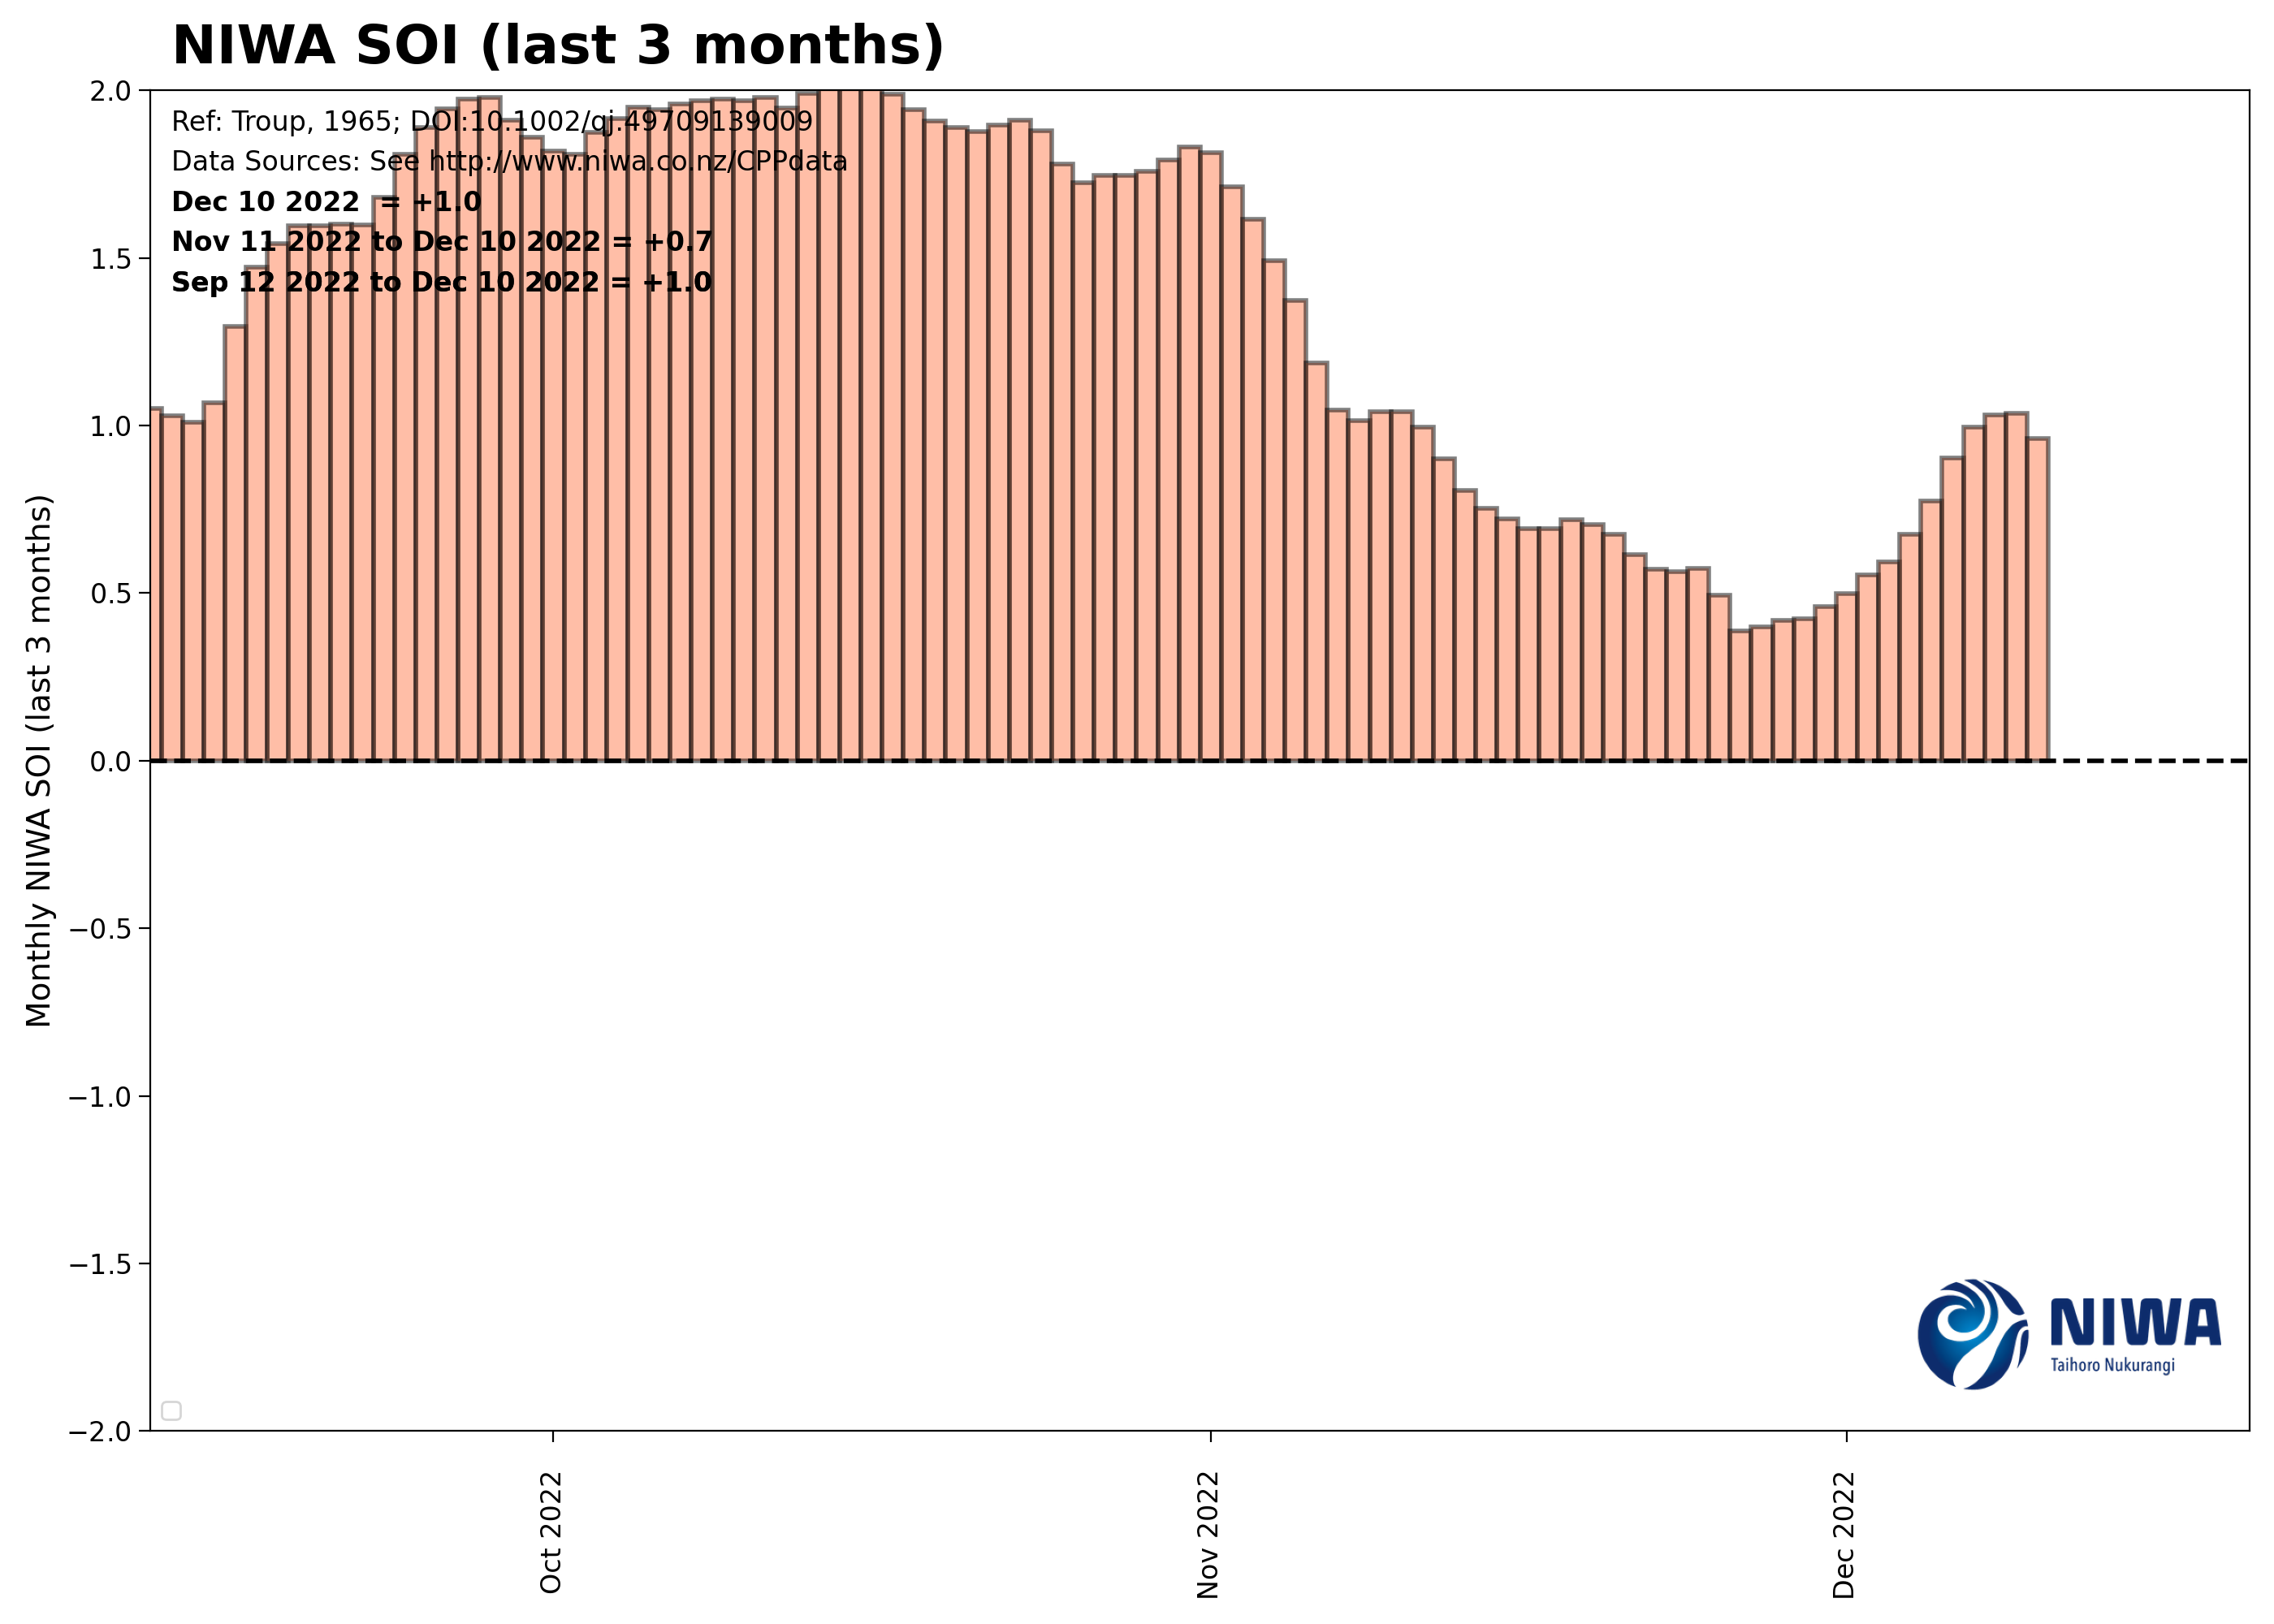 NIWA SOI (last 3 months)
Ref: Troup, 1965; DOI:10.1002/qj.49709139009
Data Sources: See http://www.niwa.co.nz/CPPdata
Dec 10 2022 = +1.0
Nov 11 2022 to Dec 10 2022 = +0.7
Sep 12 2022 to Dec 10 2022 = +1.0
Monthly NIWA SOI (last 3 months)
2.0
1.5
1.0
0.5
0.0
−0.5
−1.0
−1.5
−2.0
Oct 2022
Nov 2022
Dec 2022
NIWA
Taihoro Nukurangi